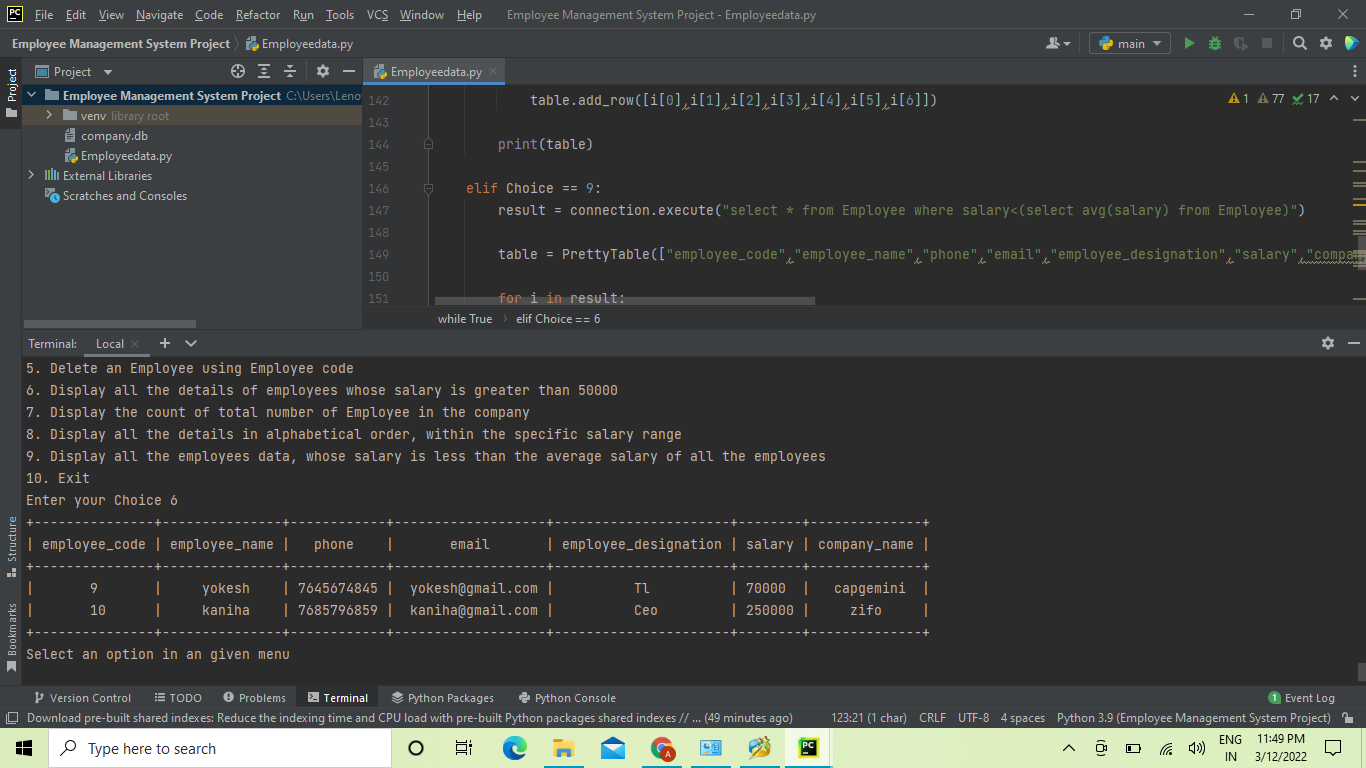 PC File Edit View Navigate Code Refactor Run Tools VCS Window Help Employee Management System Project - Employeedata.py
Employee Management System Project Employeedata.py main
Project Project Employeedata.py
Employee Management System Project C:\Users\Leno
venv library root
company.db
Employeedata.py
External Libraries
Scratches and Consoles
142 table.add_row([i[0],i[1],i[2],i[3],i[4],i[5],i[6]]) 1 77 17
143
144 print(table)
145
146 elif Choice == 9:
147 result = connection.execute("select * from Employee where salary<(select avg(salary) from Employee)")
148
149 table = PrettyTable(["employee_code","employee_name","phone","email","employee_designation","salary","compan
150
151 for i in result:
while True elif Choice == 6
Terminal: Local
5. Delete an Employee using Employee code
6. Display all the details of employees whose salary is greater than 50000
7. Display the count of total number of Employee in the company
8. Display all the details in alphabetical order, within the specific salary range
9. Display all the employees data, whose salary is less than the average salary of all the employees
10. Exit
Enter your Choice 6
+---------------+---------------+------------+-------------------+----------------------+--------+--------------+
| employee_code | employee_name | phone | email | employee_designation | salary | company_name |
+---------------+---------------+------------+-------------------+----------------------+--------+--------------+
| 9 | yokesh | 7645674845 | yokesh@gmail.com | Tl | 70000 | capgemini |
| 10 | kaniha | 7685796859 | kaniha@gmail.com | Ceo | 250000 | zifo |
+---------------+---------------+------------+-------------------+----------------------+--------+--------------+
Select an option in an given menu
Structure
Bookmarks
Version Control TODO Problems Terminal Python Packages Python Console 1 Event Log
Download pre-built shared indexes: Reduce the indexing time and CPU load with pre-built Python packages shared indexes // ... (49 minutes ago) 123:21 (1 char) CRLF UTF-8 4 spaces Python 3.9 (Employee Management System Project)
Type here to search A PC ENG 11:49 PM
IN 3/12/2022